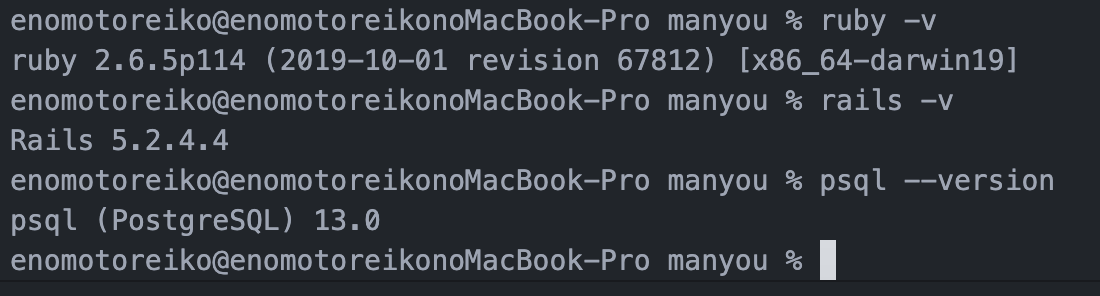 enomotoreiko@enomotoreikonoMacBook-Pro manyou % ruby -v
ruby 2.6.5p114 (2019-10-01 revision 67812) [x86_64-darwin19]
enomotoreiko@enomotoreikonoMacBook-Pro manyou % rails -v
Rails 5.2.4.4
enomotoreiko@enomotoreikonoMacBook-Pro manyou % psql --version
psql (PostgreSQL) 13.0
enomotoreiko@enomotoreikonoMacBook-Pro manyou %